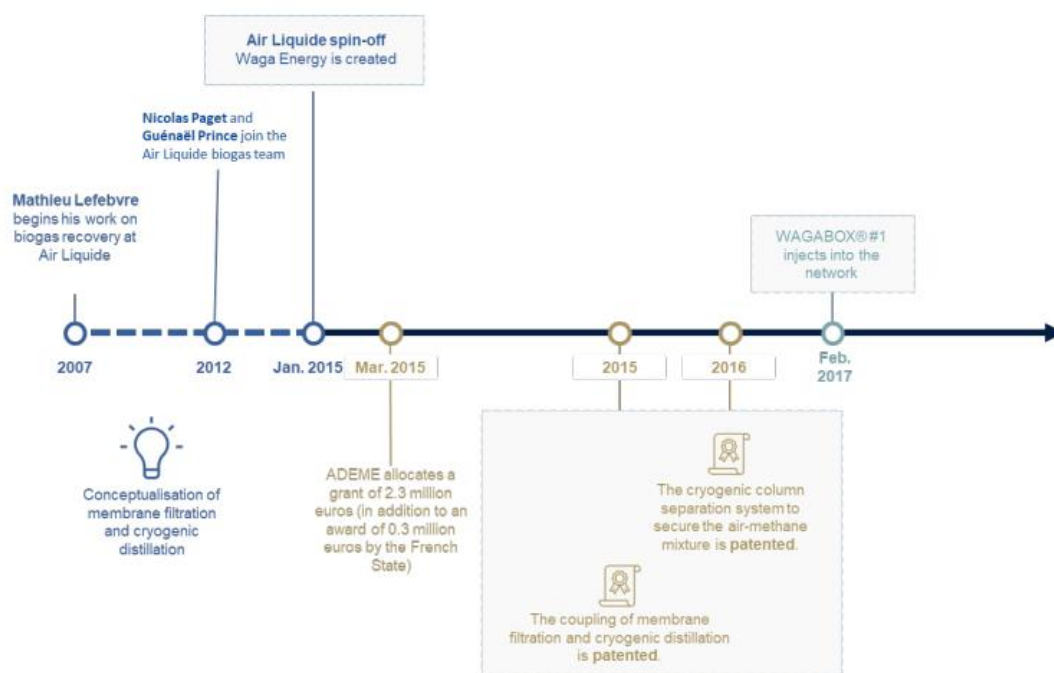 Air Liquide spin-off
Waga Energy is created
Nicolas Paget and
Guénaël Prince join the
Air Liquide biogas team
Mathieu Lefebvre
begins his work on
biogas recovery at
Air Liquide
WAGABOX® #1
injects into the
network
2007
2012
Jan. 2015
Mar. 2015
2015
2016
Feb.
2017
Conceptualisation of
membrane filtration
and cryogenic
distillation
ADEME allocates a
grant of 2.3 million
euros (in addition to an
award of 0.3 million
euros by the French
State)
The cryogenic column
separation system to
secure the air-methane
mixture is patented.
The coupling of membrane
filtration and cryogenic distillation
is patented.